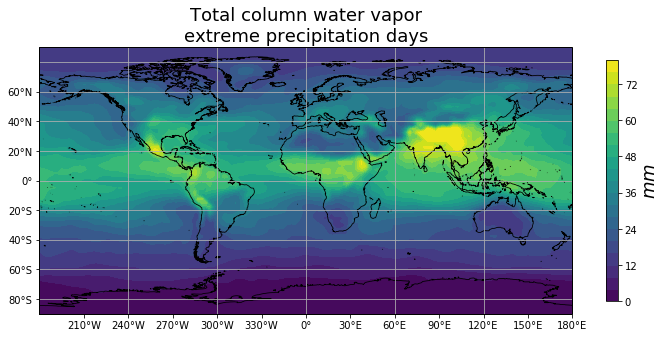 Total column water vapor
extreme precipitation days
60°N
40°N
20°N
0°
20°S
40°S
60°S
80°S
210°W 240°W 270°W 300°W 330°W 0° 30°E 60°E 90°E 120°E 150°E 180°E
72
60
48
36
24
12
0
mm